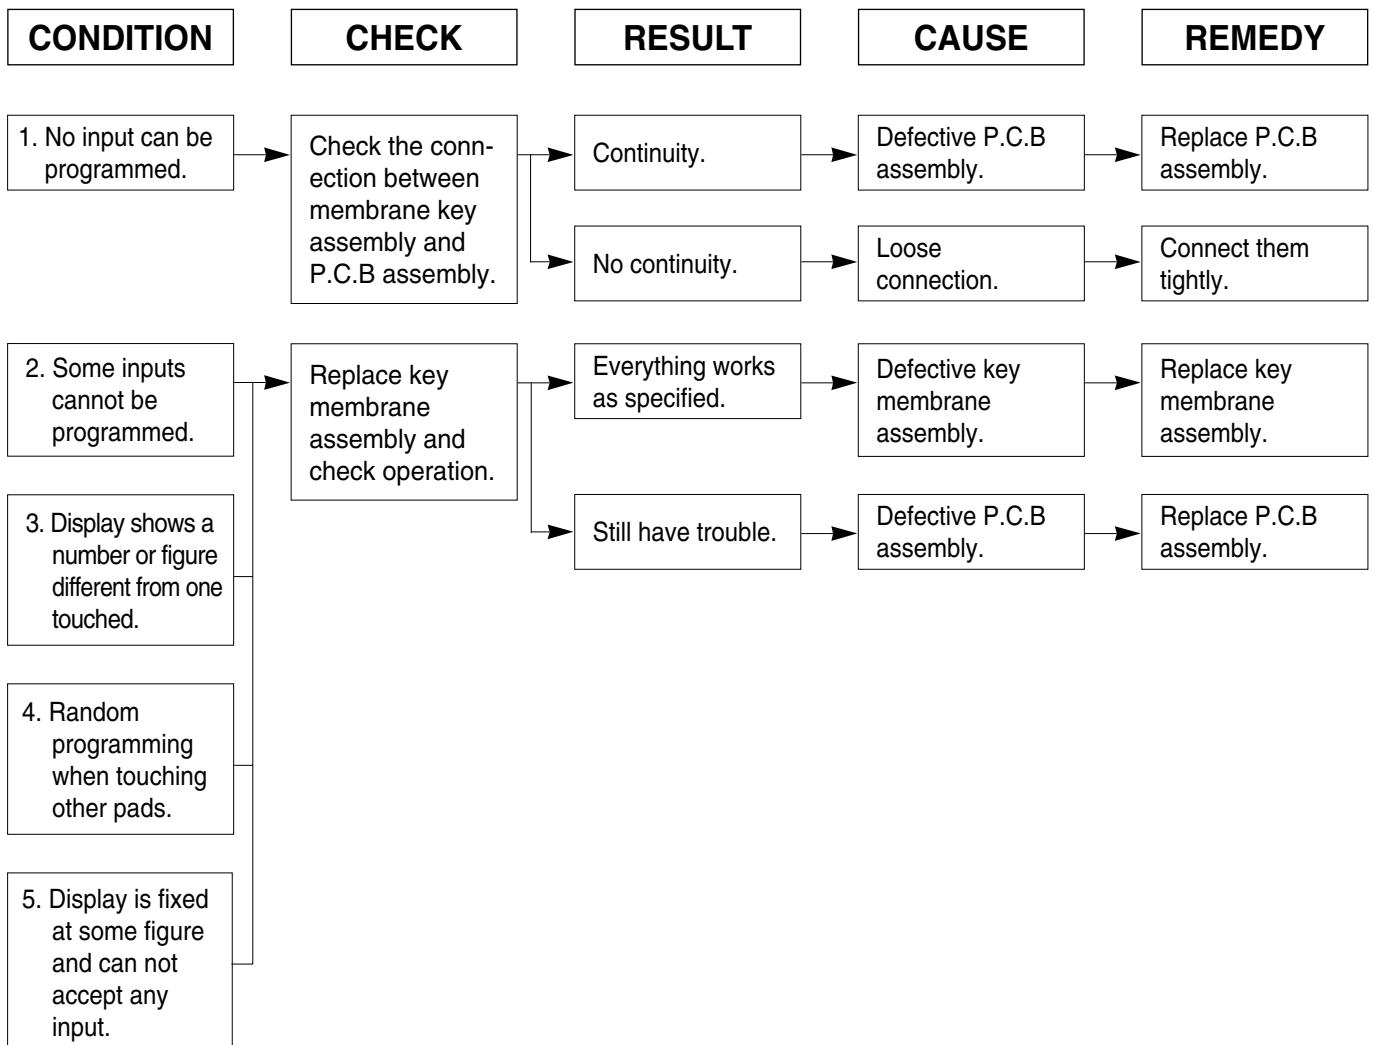 CONDITION
CHECK
RESULT
CAUSE
REMEDY
1. No input can be
programmed.
Check the conn-
ection between
membrane key
assembly and
P.C.B assembly.
Continuity.
Defective P.C.B
assembly.
Replace P.C.B
assembly.
No continuity.
Loose
connection.
Connect them
tightly.
2. Some inputs
cannot be
programmed.
Replace key
membrane
assembly and
check operation.
Everything works
as specified.
Defective key
membrane
assembly.
Replace key
membrane
assembly.
Still have trouble.
Defective P.C.B
assembly.
Replace P.C.B
assembly.
3. Display shows a
number or figure
different from one
touched.
4. Random
programming
when touching
other pads.
5. Display is fixed
at some figure
and can not
accept any
input.